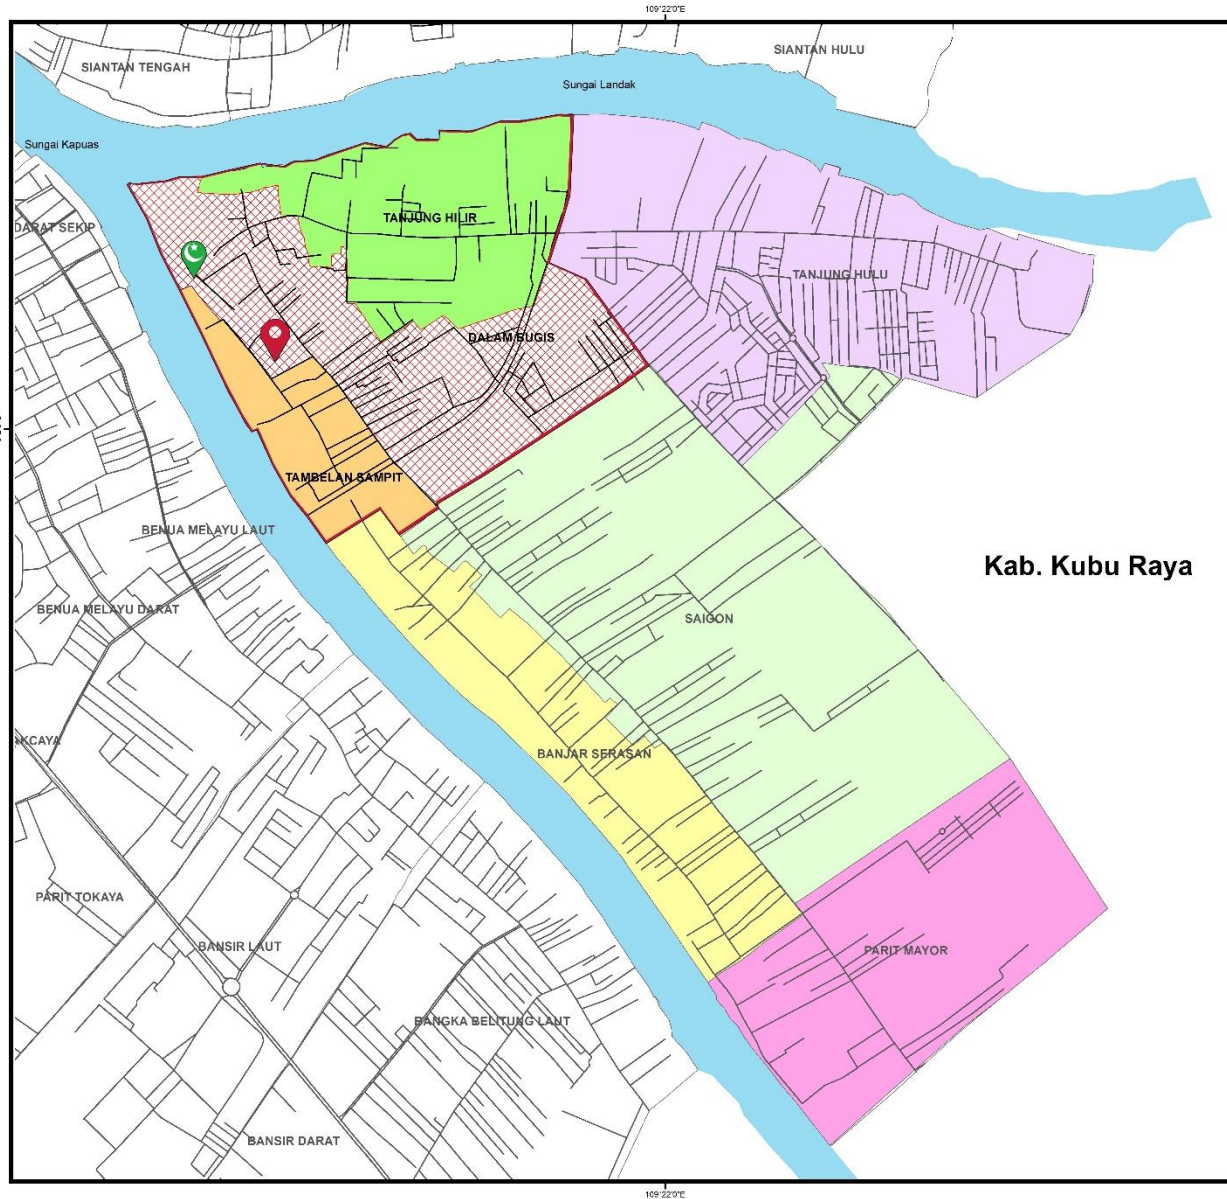 109°22'0"E
SIANTAN HULU
SIANTAN TENGAH
Sungai Landak
Sungai Kapuas
TANJUNG HILIR
DARAT SEKIP
TANJUNG HULU
DALAM BUGIS
TAMBELAN SAMPIT
BENUA MELAYU LAUT
Kab. Kubu Raya
BENUA MELAYU DARAT
SAIGON
AKCAYA
BANJAR SERASAN
PARIT TOKAYA
BANSIR LAUT
PARIT MAYOR
BANGKA BELITUNG LAUT
BANSIR DARAT
109°22'0"E